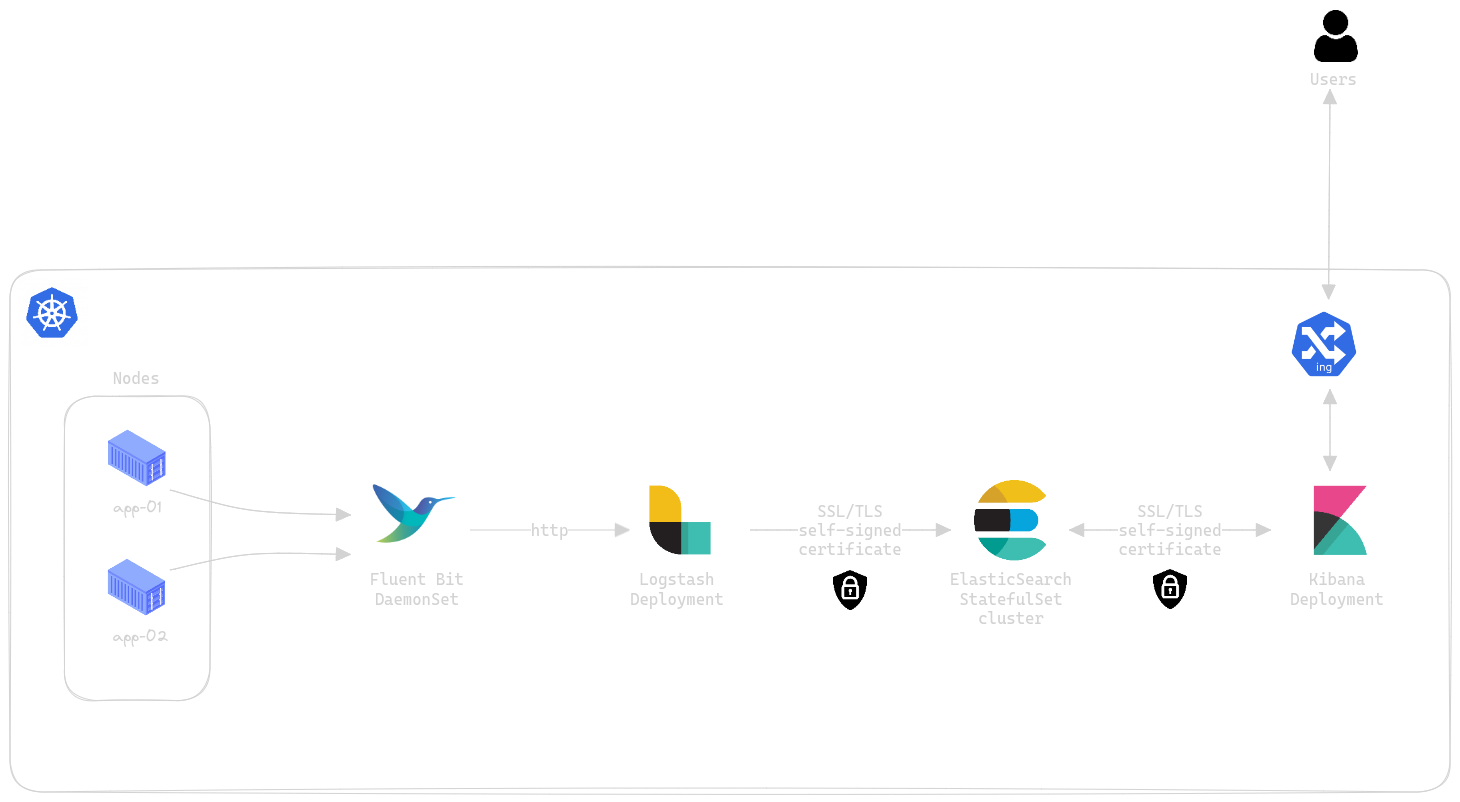 Users
ing
Nodes
app-01
app-02
Fluent Bit
DaemonSet
http
Logstash
Deployment
SSL/TLS
self-signed
certificate
ElasticSearch
StatefulSet
cluster
SSL/TLS
self-signed
certificate
Kibana
Deployment